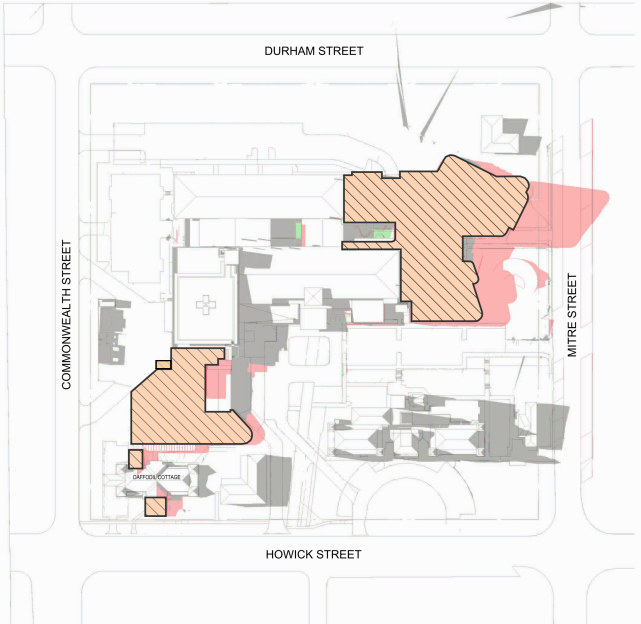 DURHAM STREET
COMMONWEALTH STREET
MITRE STREET
DAFFODIL COTTAGE
HOWICK STREET